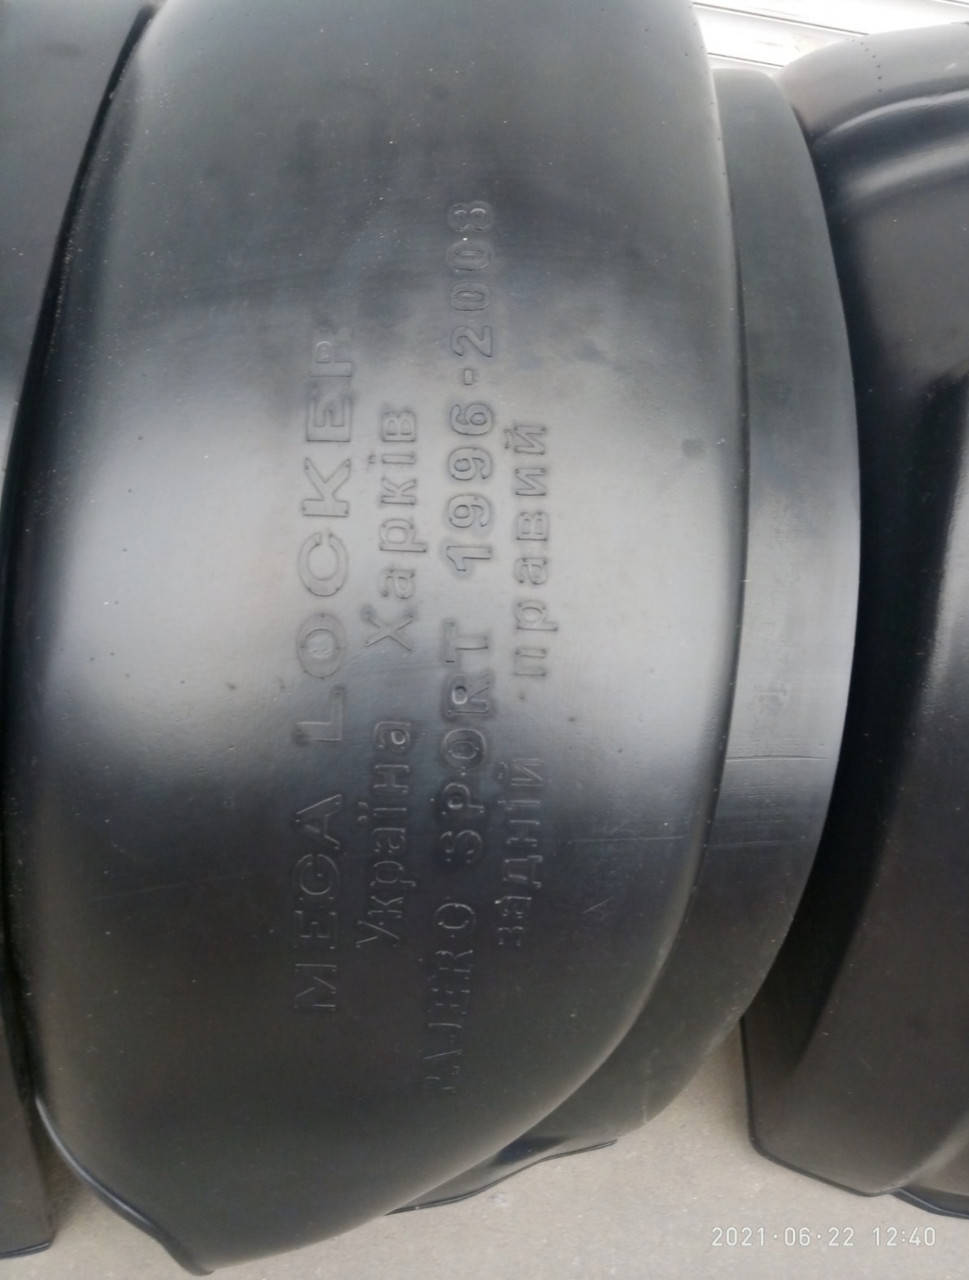 MEGA LOCKER
Україна Харків
PAJERO SPORT 1996-2008
задній правий
2021·06·22 12:40